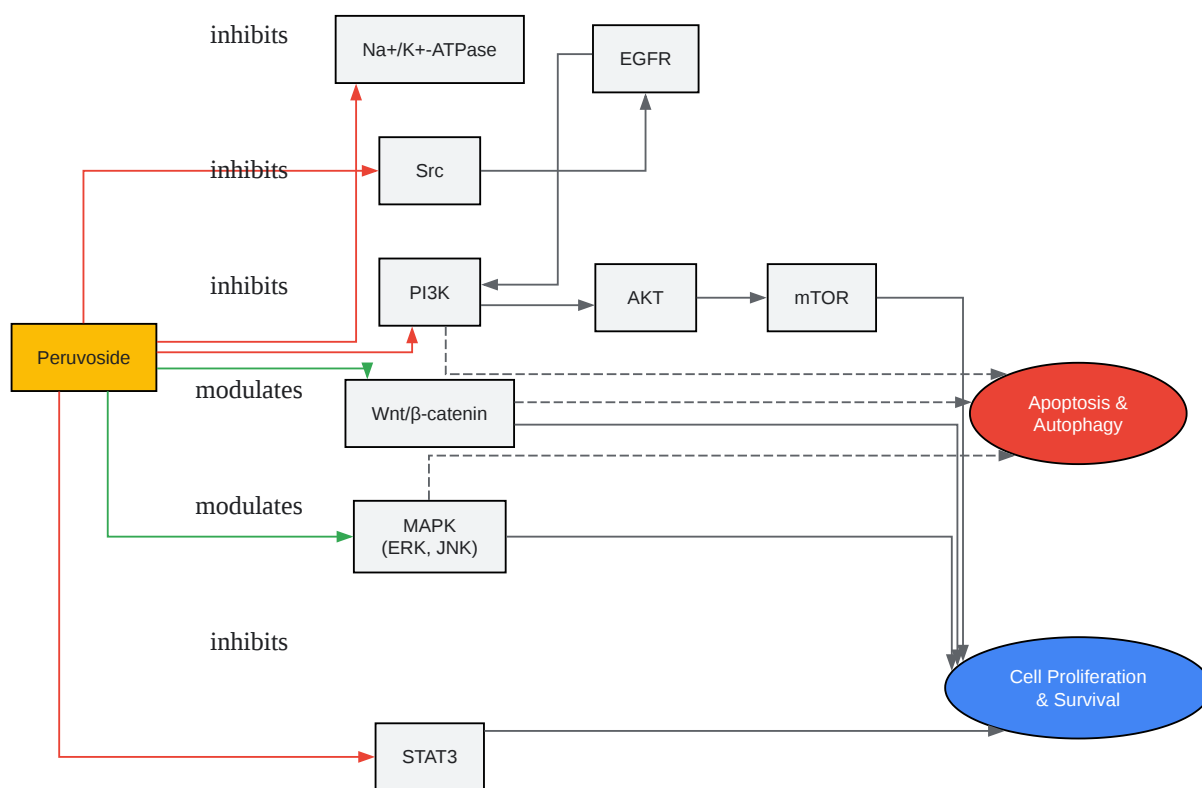 inhibits
Na+/K+-ATPase
EGFR
inhibits
Src
inhibits
PI3K
AKT
mTOR
Peruvoside
modulates
Wnt/β-catenin
Apoptosis &
Autophagy
modulates
MAPK
(ERK, JNK)
inhibits
Cell Proliferation
& Survival
STAT3